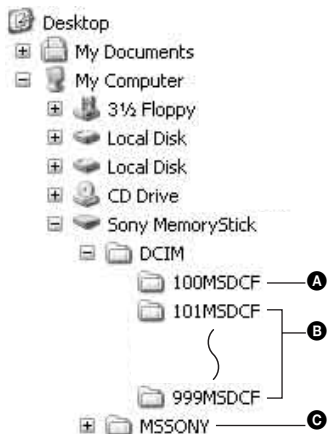 Desktop
My Documents
My Computer
3½ Floppy
Local Disk
Local Disk
CD Drive
Sony MemoryStick
DCIM
100MSDCF A
101MSDCF
B
999MSDCF
MSSONY C